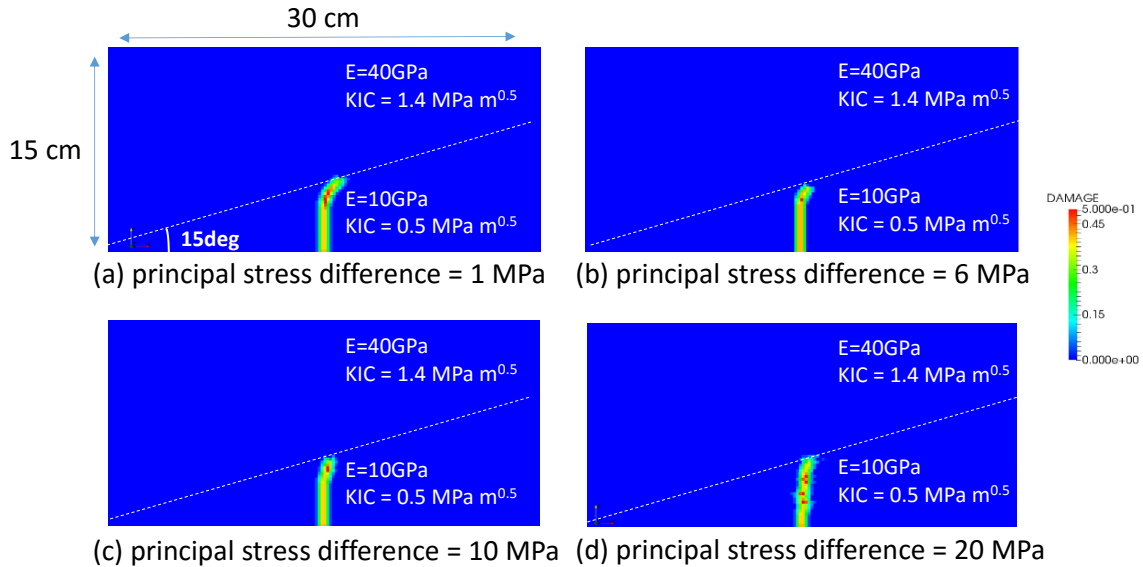 30 cm
15 cm
E=40GPa
KIC = 1.4 MPa m0.5
E=10GPa
KIC = 0.5 MPa m0.5
15deg
(a) principal stress difference = 1 MPa
E=40GPa
KIC = 1.4 MPa m0.5
E=10GPa
KIC = 0.5 MPa m0.5
(b) principal stress difference = 6 MPa
DAMAGE
5.000e-01
0.45
0.3
0.15
0.000e+00
E=40GPa
KIC = 1.4 MPa m0.5
E=10GPa
KIC = 0.5 MPa m0.5
(c) principal stress difference = 10 MPa
E=40GPa
KIC = 1.4 MPa m0.5
E=10GPa
KIC = 0.5 MPa m0.5
(d) principal stress difference = 20 MPa